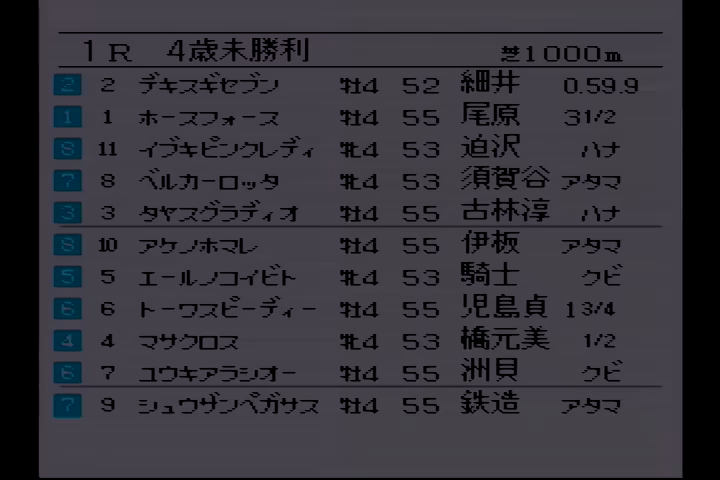 1R 4歳未勝利 芝1000m
2 2 デキスギセブン 牡4 52 細井 0.59.9
1 1 ホースフォース 牡4 55 尾原 3 1/2
8 11 イブキピンクレディ 牝4 53 迫沢 ハナ
7 8 ベルカーロッタ 牝4 53 須賀谷 アタマ
3 3 タヤスグラディオ 牡4 55 古林淳 ハナ
8 10 アケノホマレ 牡4 55 伊板 アタマ
5 5 エールノコイビト 牝4 53 騎士 クビ
6 6 トーワスピーディー 牡4 55 児島貞 1 3/4
4 4 マサクロス 牝4 53 橋元美 1/2
6 7 ユウキアラシオー 牡4 55 洲貝 クビ
7 9 シュウザンペガサス 牡4 55 鉄造 アタマ